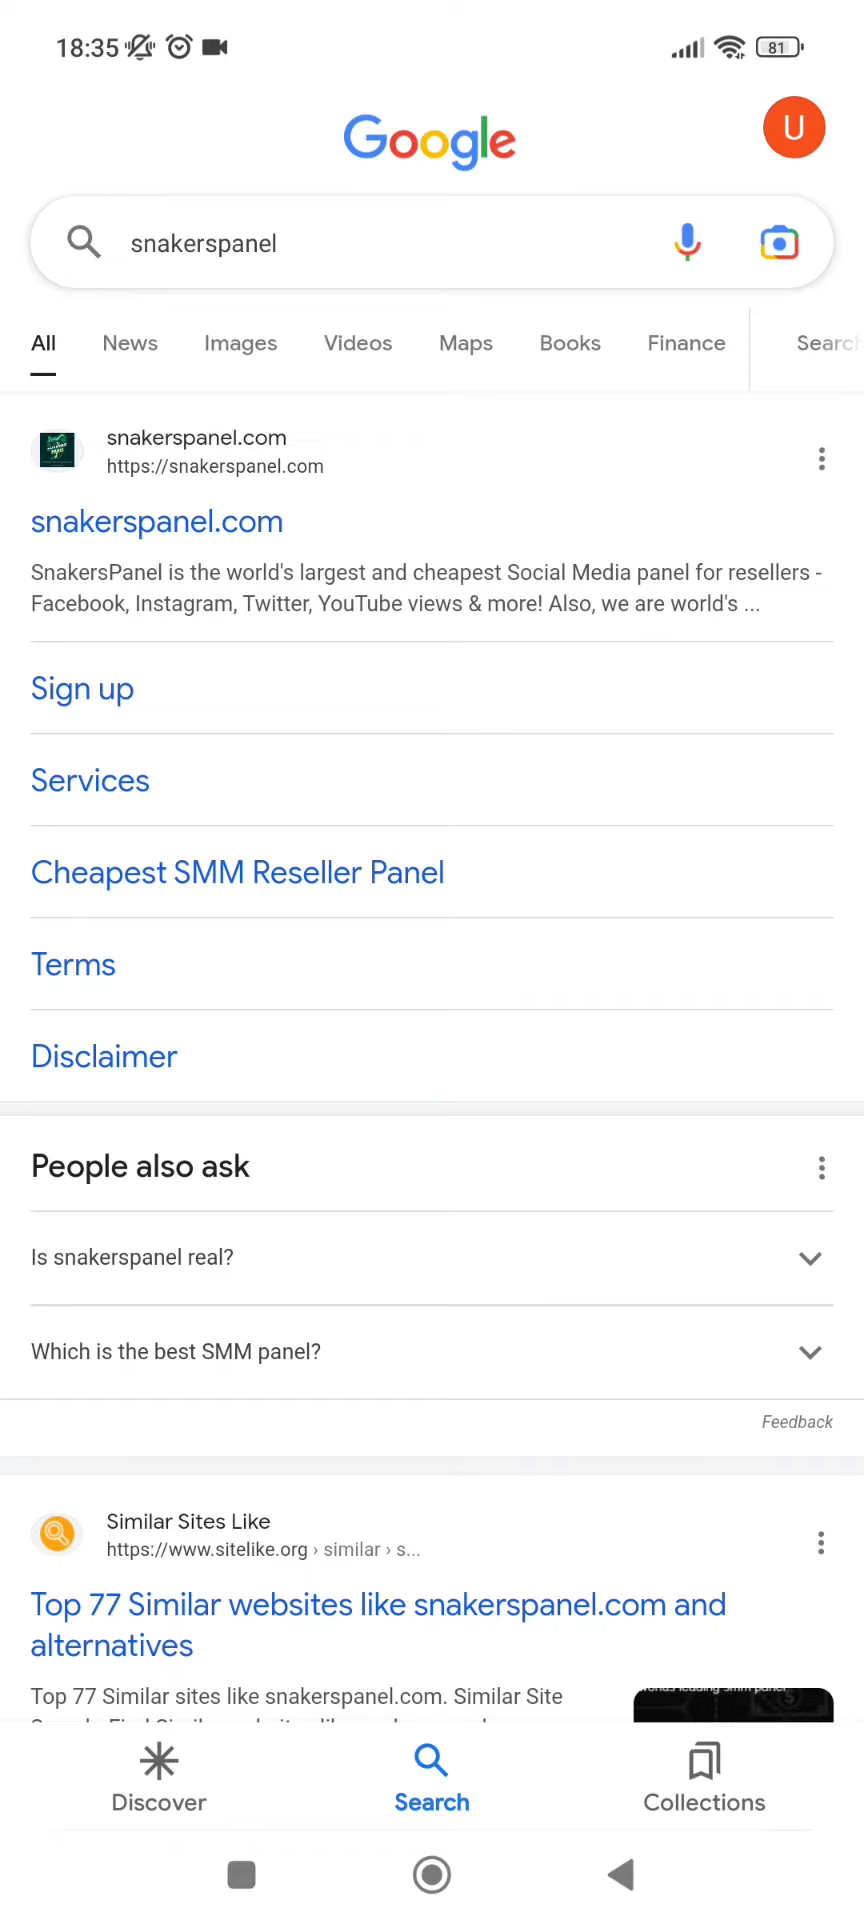 18:35
81
Google
U
snakerspanel
All News Images Videos Maps Books Finance
snakerspanel.com
https://snakerspanel.com
snakerspanel.com
SnakersPanel is the world's largest and cheapest Social Media panel for resellers -
Facebook, Instagram, Twitter, YouTube views & more! Also, we are world's ...
Sign up
Services
Cheapest SMM Reseller Panel
Terms
Disclaimer
People also ask
Is snakerspanel real?
Which is the best SMM panel?
Feedback
Similar Sites Like
https://www.sitelike.org › similar › s...
Top 77 Similar websites like snakerspanel.com and
alternatives
Top 77 Similar sites like snakerspanel.com. Similar Site
Discover Search Collections